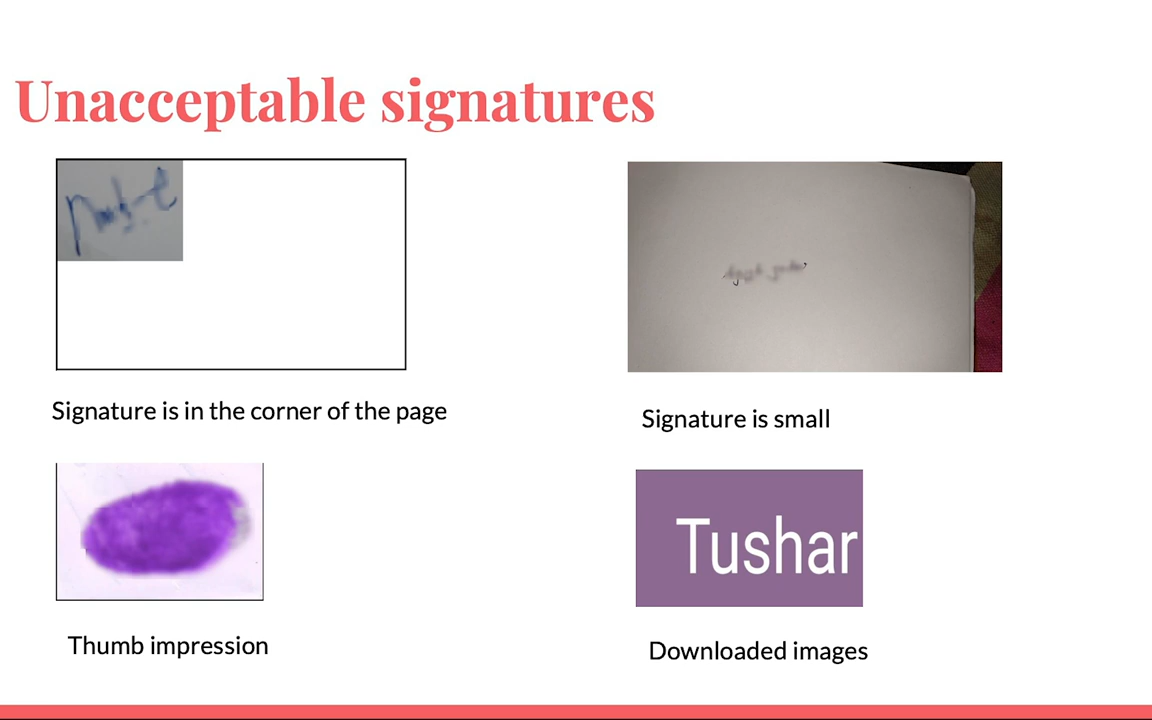 Unacceptable signatures
Signature is in the corner of the page
Signature is small
Thumb impression
Tushar
Downloaded images